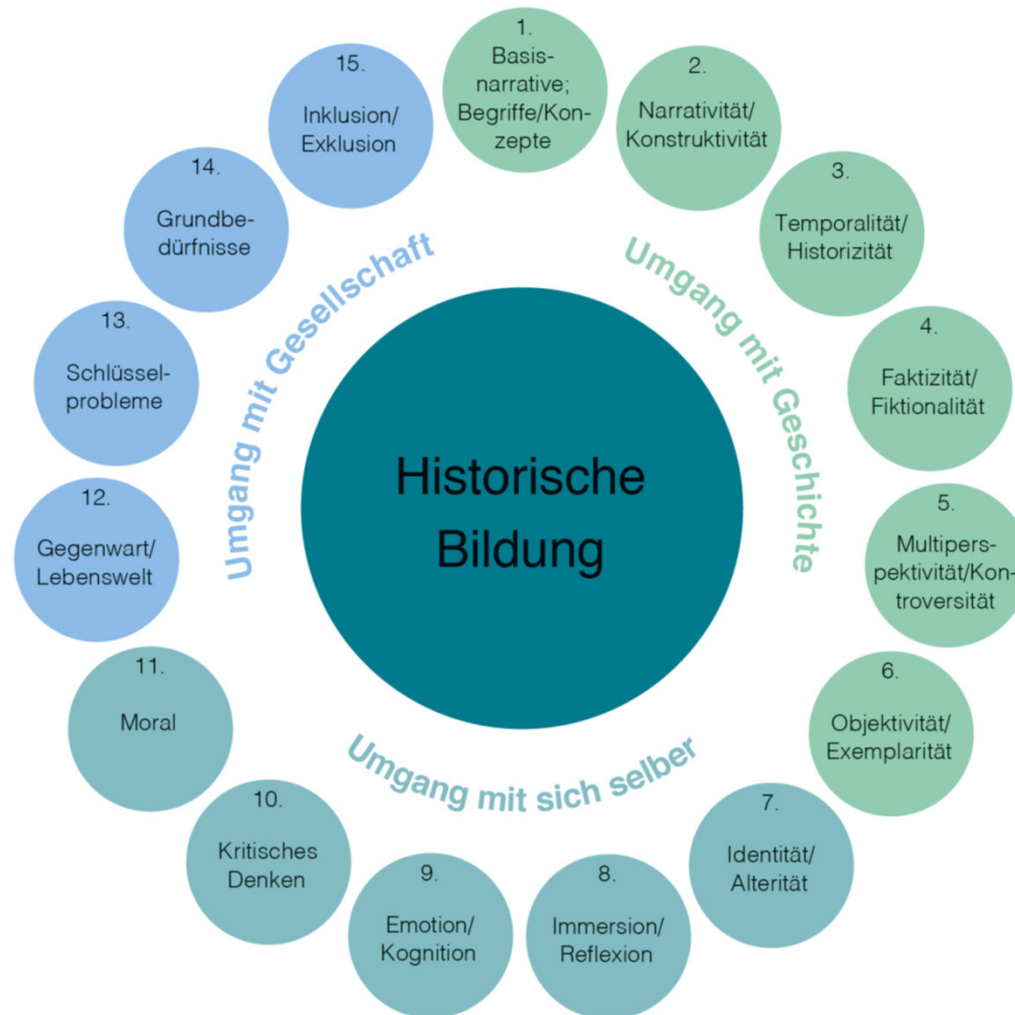 Historische
Bildung
Umgang mit Geschichte
Umgang mit sich selber
Umgang mit Gesellschaft
1.
Basis-
narrative;
Begriffe/Kon-
zepte
2.
Narrativität/
Konstruktivität
3.
Temporalität/
Historizität
4.
Faktizität/
Fiktionalität
5.
Multipers-
pektivität/Kon-
troversität
6.
Objektivität/
Exemplarität
7.
Identität/
Alterität
8.
Immersion/
Reflexion
9.
Emotion/
Kognition
10.
Kritisches
Denken
11.
Moral
12.
Gegenwart/
Lebenswelt
13.
Schlüssel-
probleme
14.
Grundbe-
dürfnisse
15.
Inklusion/
Exklusion